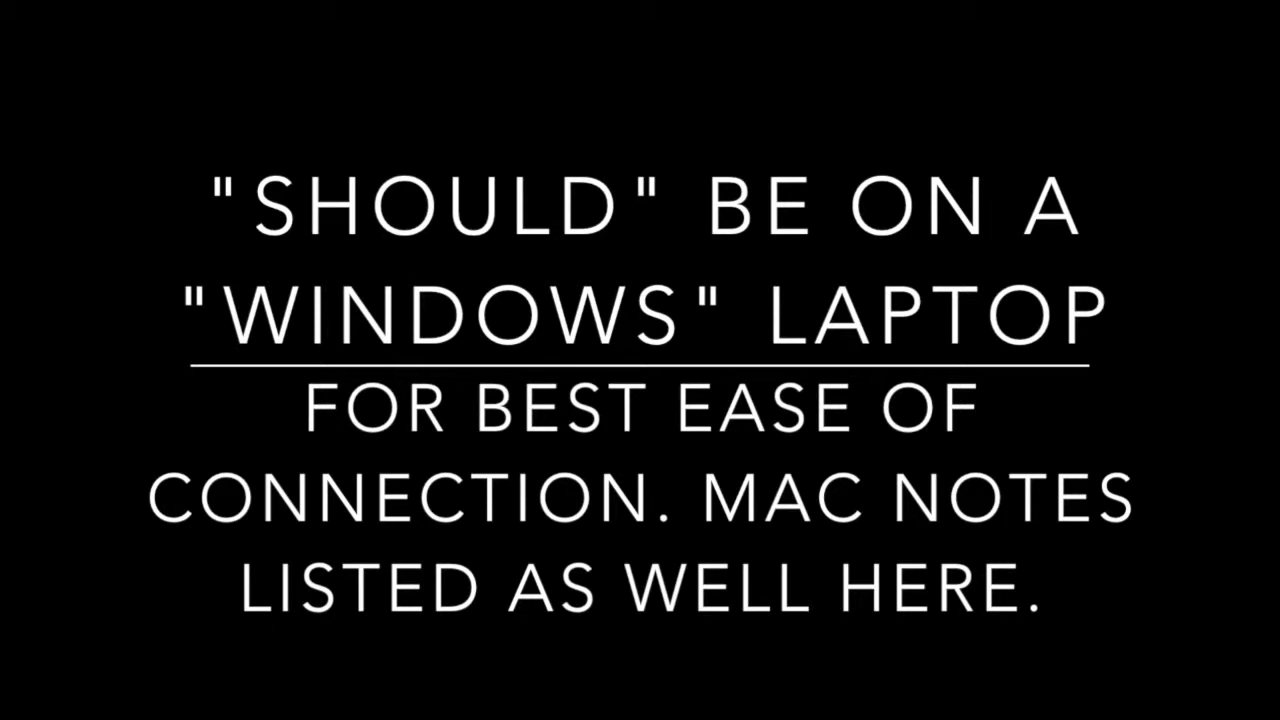 "SHOULD" BE ON A
"WINDOWS" LAPTOP
FOR BEST EASE OF
CONNECTION. MAC NOTES
LISTED AS WELL HERE.